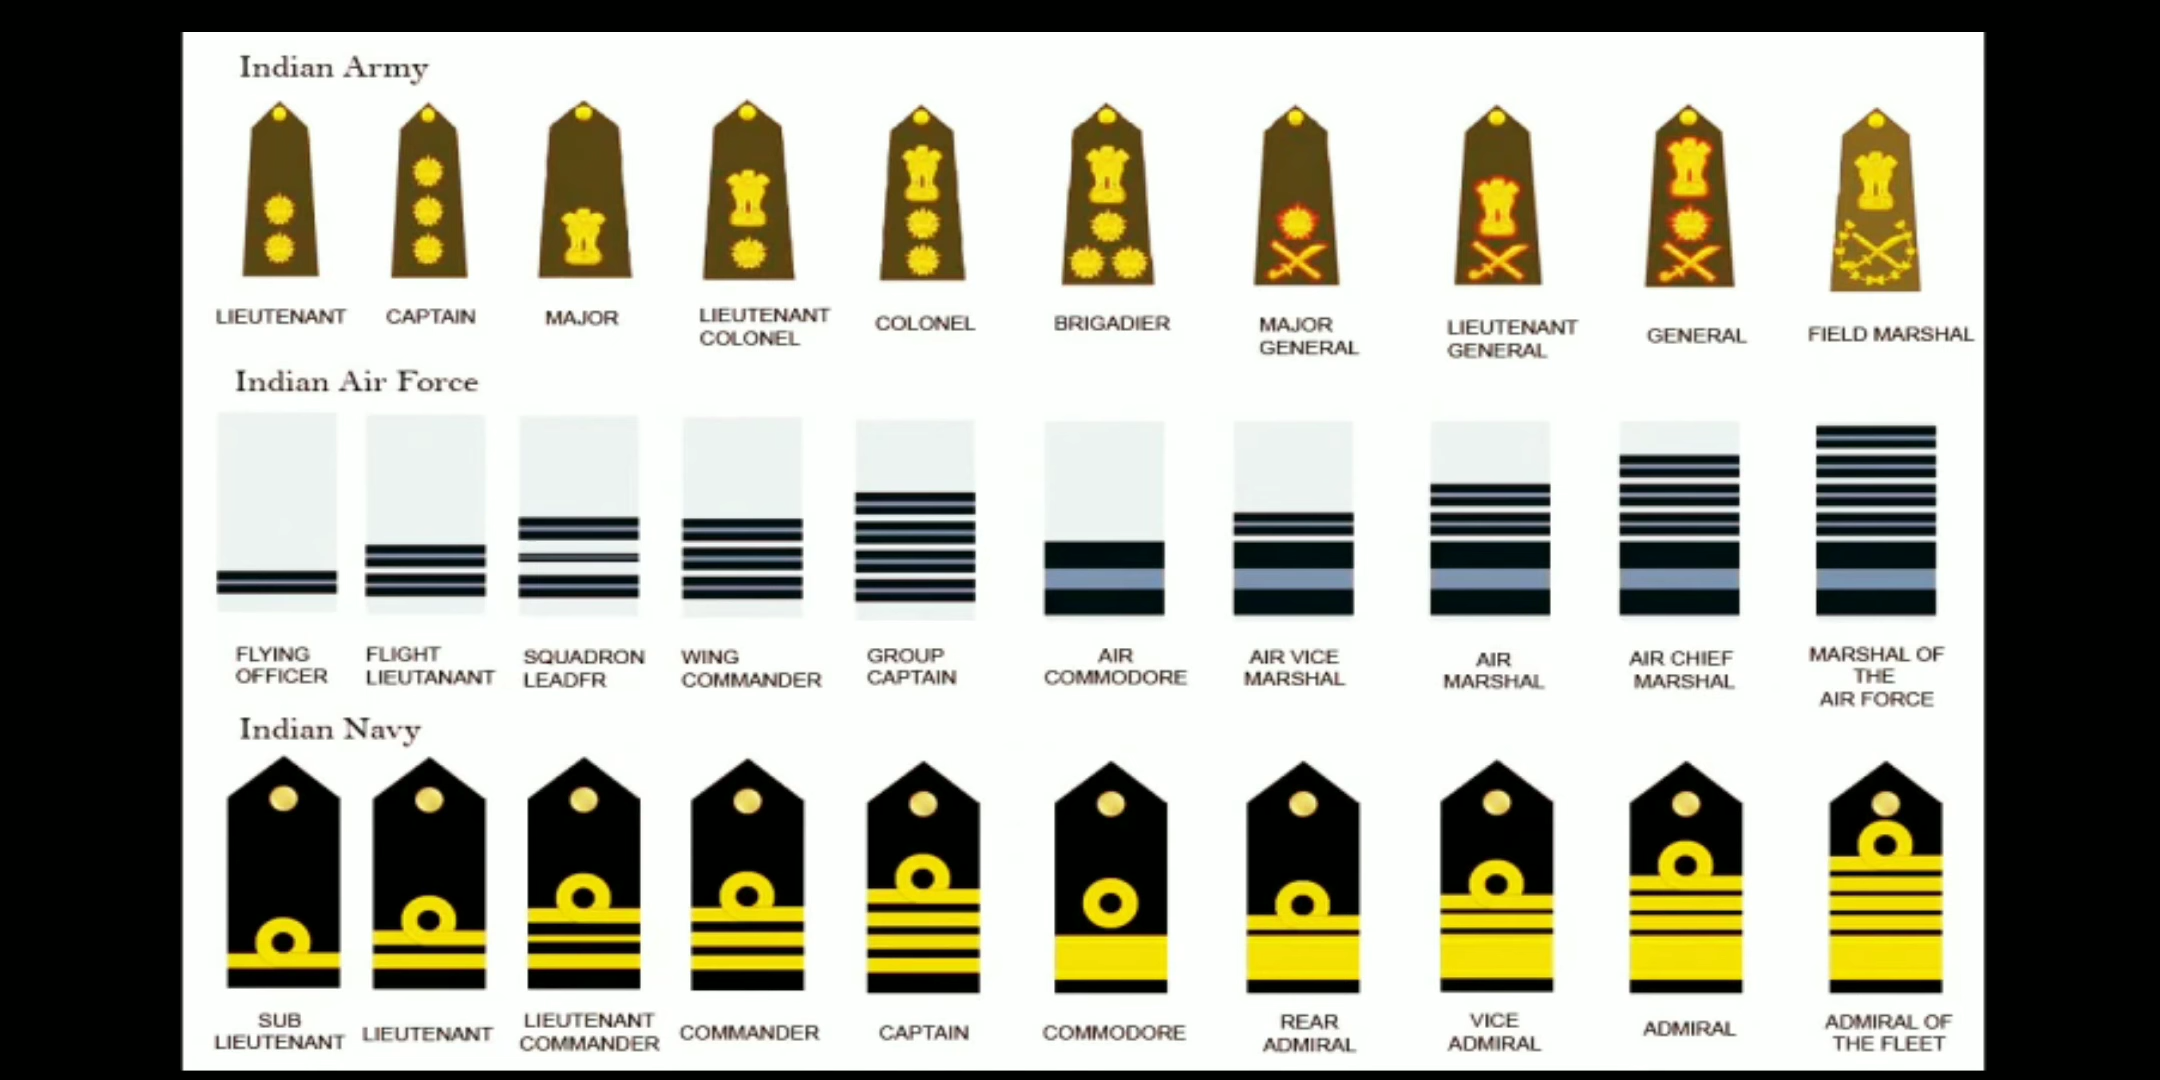 Indian Army
LIEUTENANT
CAPTAIN
MAJOR
LIEUTENANT
COLONEL
COLONEL
BRIGADIER
MAJOR
GENERAL
LIEUTENANT
GENERAL
GENERAL
FIELD MARSHAL
Indian Air Force
FLYING
OFFICER
FLIGHT
LIEUTANANT
SQUADRON
LEADFR
WING
COMMANDER
GROUP
CAPTAIN
AIR
COMMODORE
AIR VICE
MARSHAL
AIR
MARSHAL
AIR CHIEF
MARSHAL
MARSHAL OF
THE
AIR FORCE
Indian Navy
SUB
LIEUTENANT
LIEUTENANT
LIEUTENANT
COMMANDER
COMMANDER
CAPTAIN
COMMODORE
REAR
ADMIRAL
VICE
ADMIRAL
ADMIRAL
ADMIRAL OF
THE FLEET